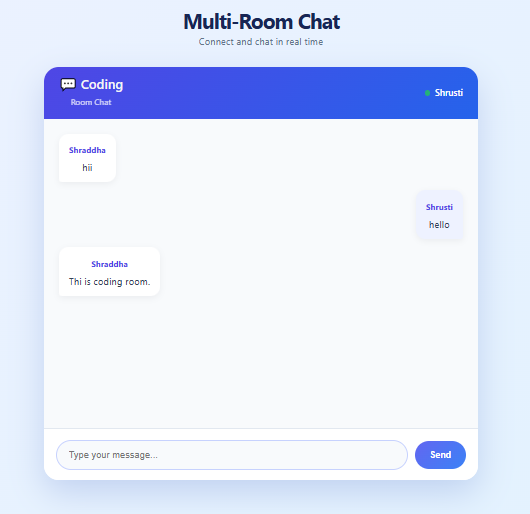 Multi-Room Chat
Connect and chat in real time
💬 Coding
Room Chat
Shrusti
Shraddha
hii
Shrusti
hello
Shraddha
Thi is coding room.
Type your message...
Send